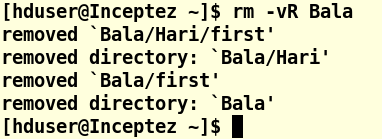 [hduser@Inceptez ~]$ rm -vR Bala
removed `Bala/Hari/first'
removed directory: `Bala/Hari'
removed `Bala/first'
removed directory: `Bala'
[hduser@Inceptez ~]$